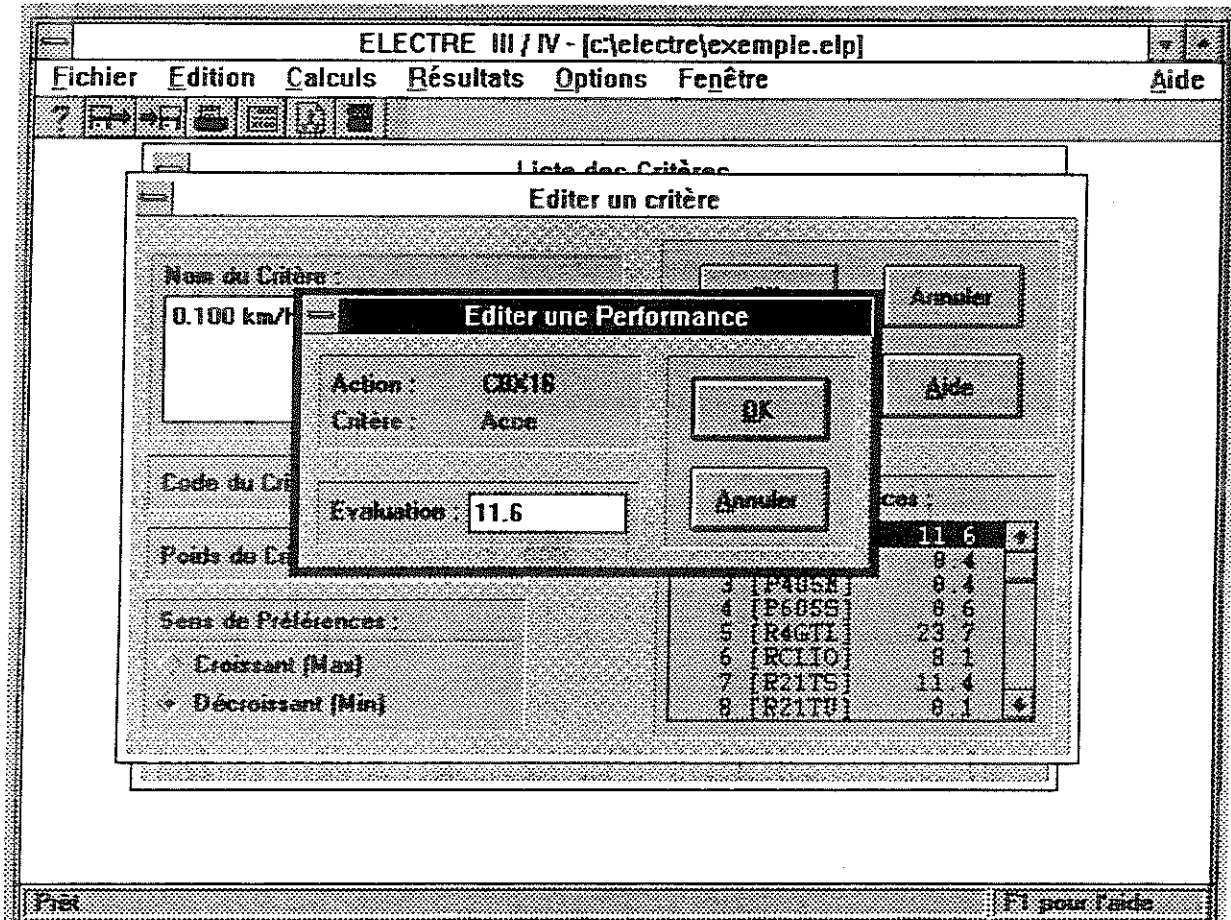 ELECTRE III / IV - [c:\electre\exemple.elp]
Fichier Edition Calculs Résultats Options Fenêtre Aide
?
Liste des Critères
Editer un critère
Nom du Critère :
0.100 km/h
Annuler
Aide
Editer une Performance
Action : CBX16
Critère : Acce
OK
Evaluation : 11.6
Annuler
Code du Cri
Poids de Cri
Sens de Préférences :
Croissant [Max]
Décroissant [Min]
ces :
11.6
8.4
3 [P405M] 8.4
4 [P605S] 8.6
5 [R4GTL] 23.7
6 [RCLIO] 8.1
7 [R21TS] 11.4
8 [R21TU] 8.1
Prêt
F1 pour l'aide